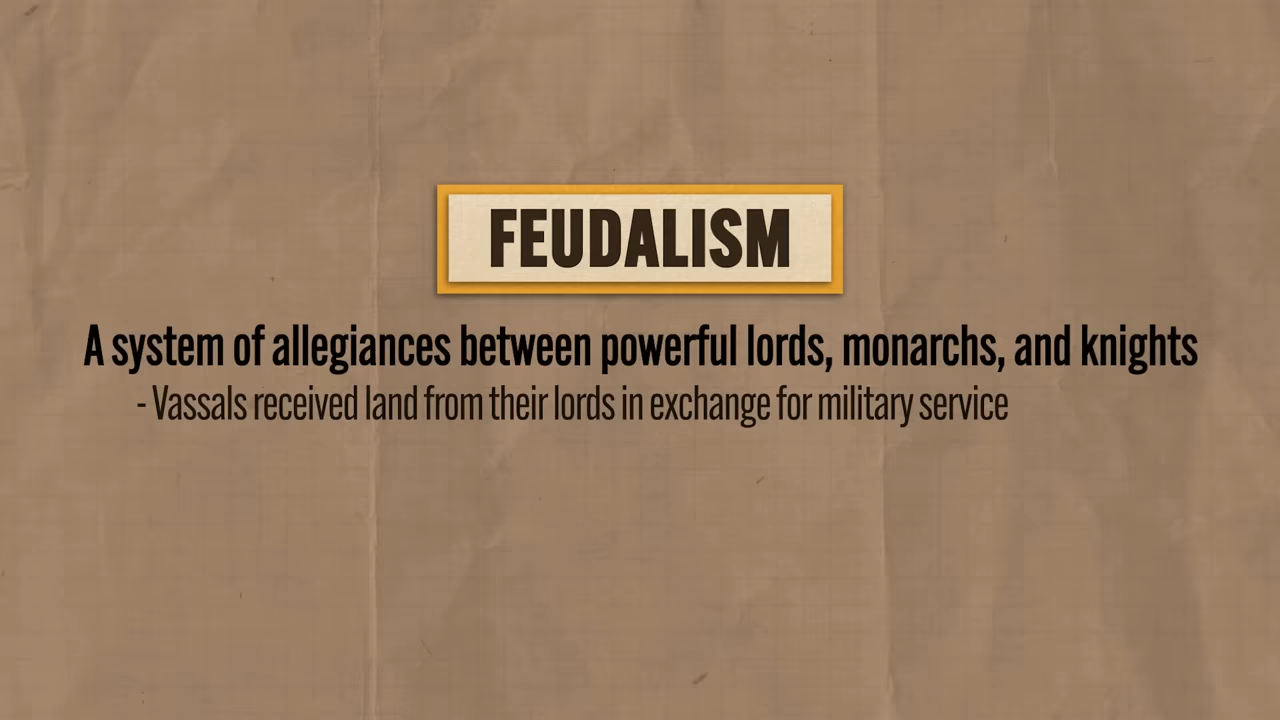 FEUDALISM
A system of allegiances between powerful lords, monarchs, and knights
- Vassals received land from their lords in exchange for military service